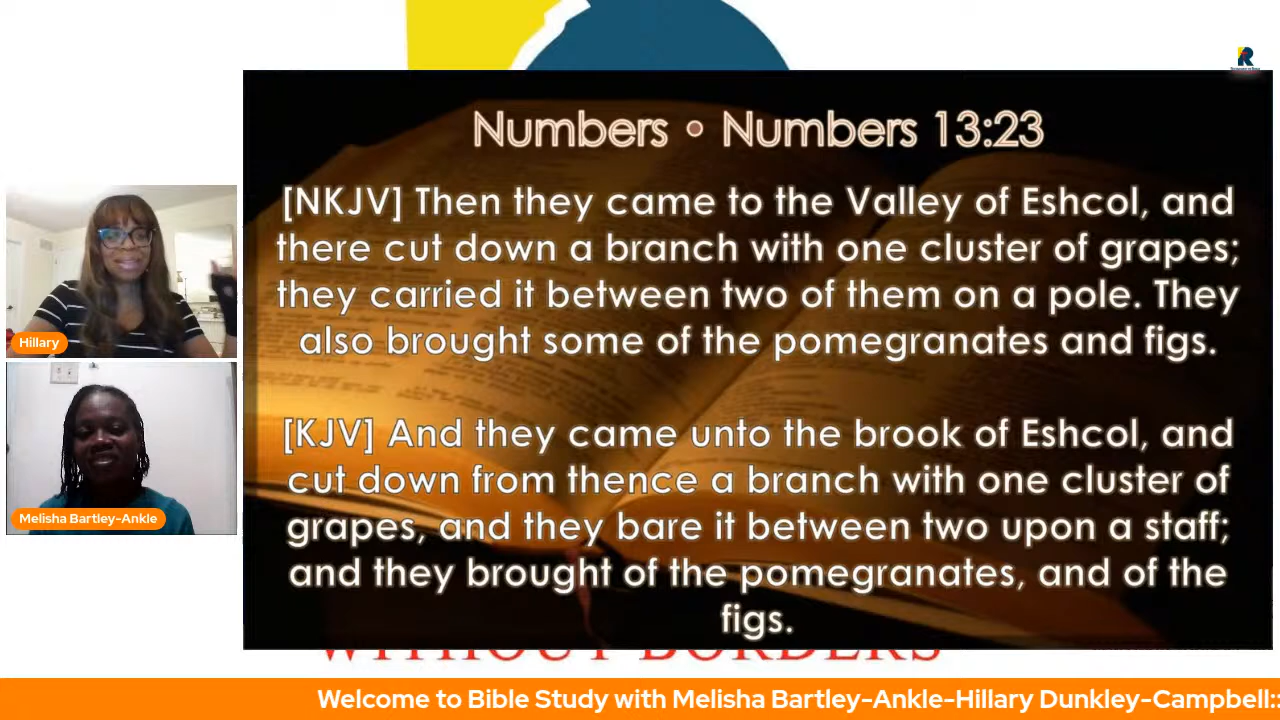 Numbers • Numbers 13:23
[NKJV] Then they came to the Valley of Eshcol, and
there cut down a branch with one cluster of grapes;
they carried it between two of them on a pole. They
also brought some of the pomegranates and figs.
[KJV] And they came unto the brook of Eshcol, and
cut down from thence a branch with one cluster of
grapes, and they bare it between two upon a staff;
and they brought of the pomegranates, and of the
figs.
Hillary
Melisha Bartley-Ankle
WITHOUT BORDERS
Welcome to Bible Study with Melisha Bartley-Ankle-Hillary Dunkley-Campbell::